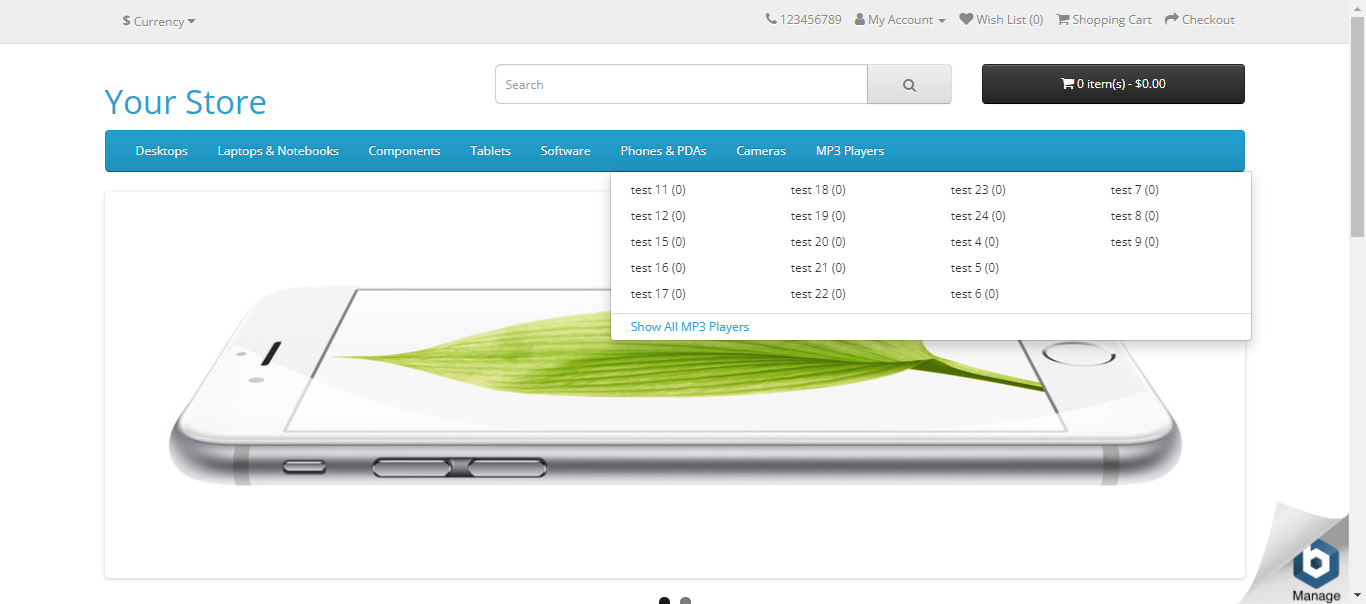 $ Currency
123456789 My Account Wish List (0) Shopping Cart Checkout
Your Store
Search
0 item(s) - $0.00
Desktops Laptops & Notebooks Components Tablets Software Phones & PDAs Cameras MP3 Players
test 11 (0) test 18 (0) test 23 (0) test 7 (0)
test 12 (0) test 19 (0) test 24 (0) test 8 (0)
test 15 (0) test 20 (0) test 4 (0) test 9 (0)
test 16 (0) test 21 (0) test 5 (0)
test 17 (0) test 22 (0) test 6 (0)
Show All MP3 Players
b
Manage